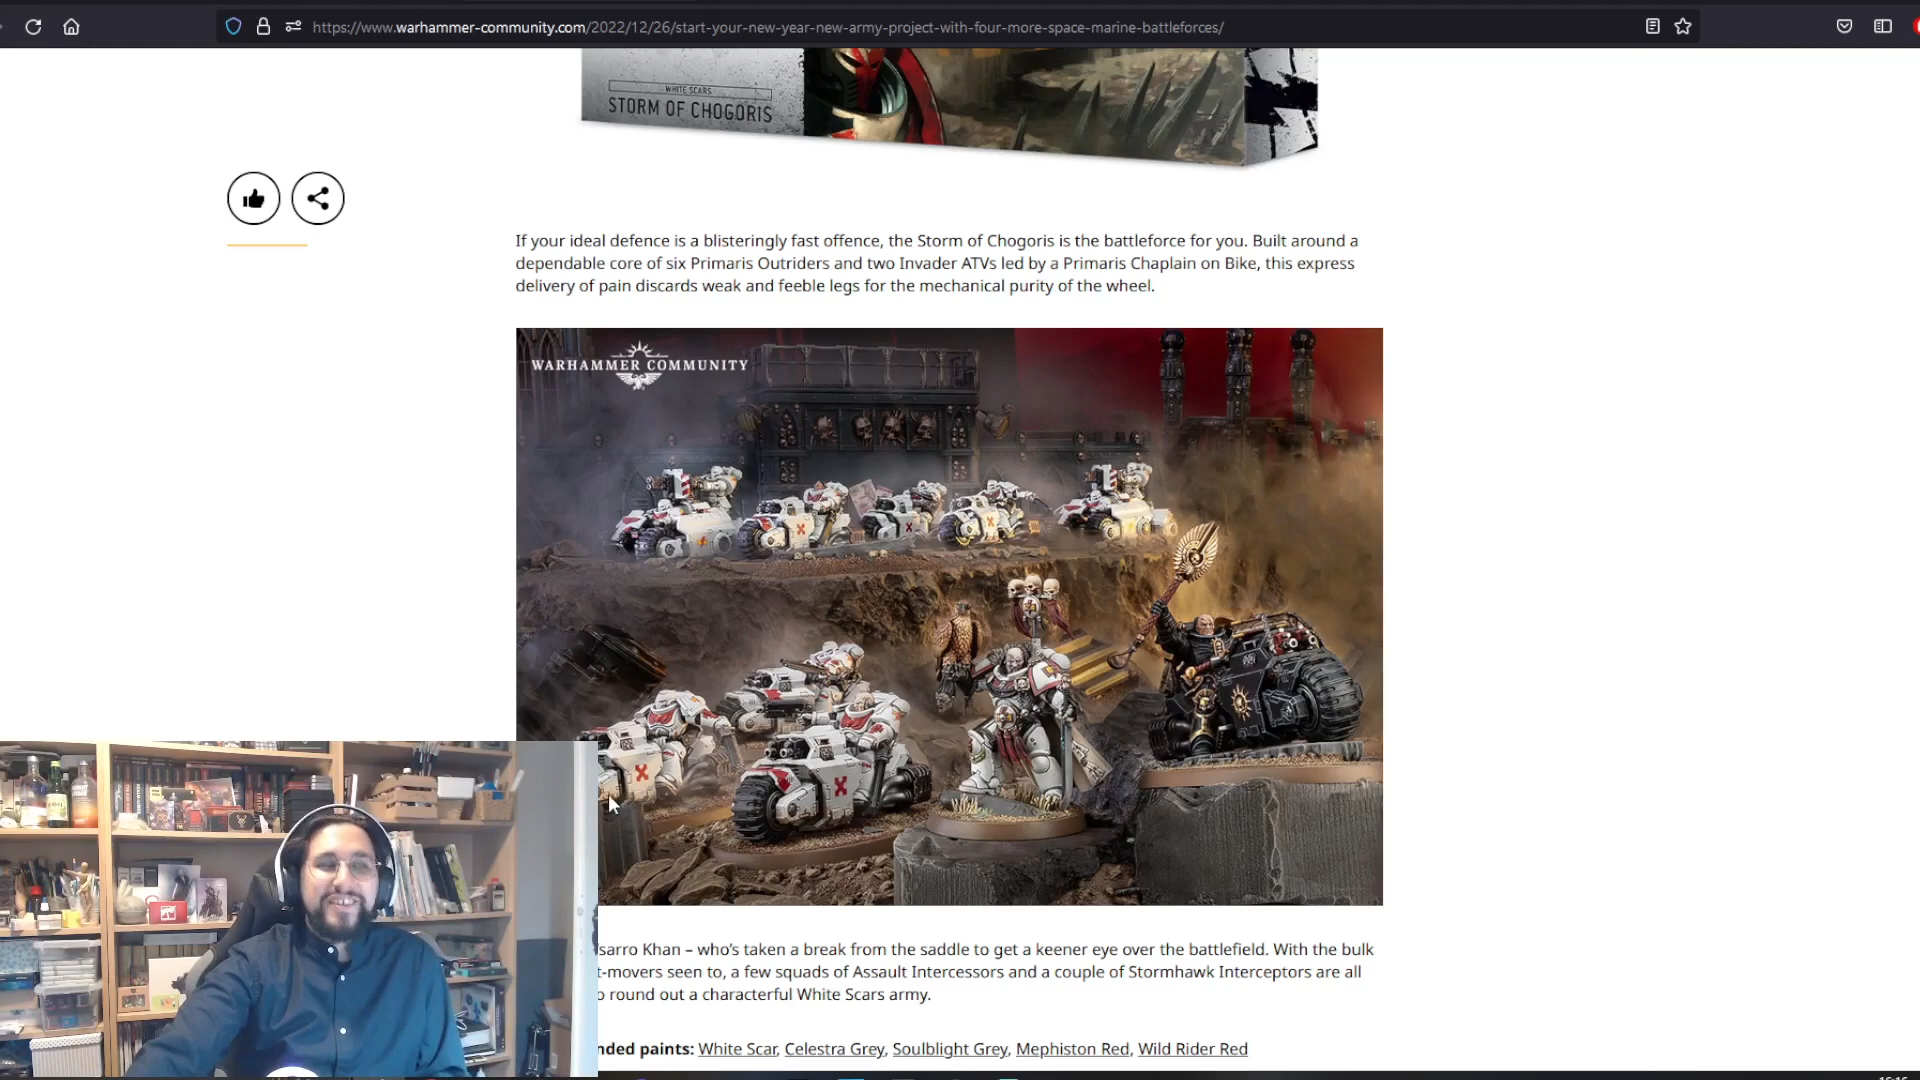 https://www.warhammer-community.com/2022/12/26/start-your-new-year-new-army-project-with-four-more-space-marine-battleforces/
WHITE SCARS
STORM OF CHOGORIS
If your ideal defence is a blisteringly fast offence, the Storm of Chogoris is the battleforce for you. Built around a
dependable core of six Primaris Outriders and two Invader ATVs led by a Primaris Chaplain on Bike, this express
delivery of pain discards weak and feeble legs for the mechanical purity of the wheel.
WARHAMMER COMMUNITY
sarro Khan – who’s taken a break from the saddle to get a keener eye over the battlefield. With the bulk
t-movers seen to, a few squads of Assault Intercessors and a couple of Stormhawk Interceptors are all
o round out a characterful White Scars army.
nded paints: White Scar, Celestra Grey, Soulblight Grey, Mephiston Red, Wild Rider Red